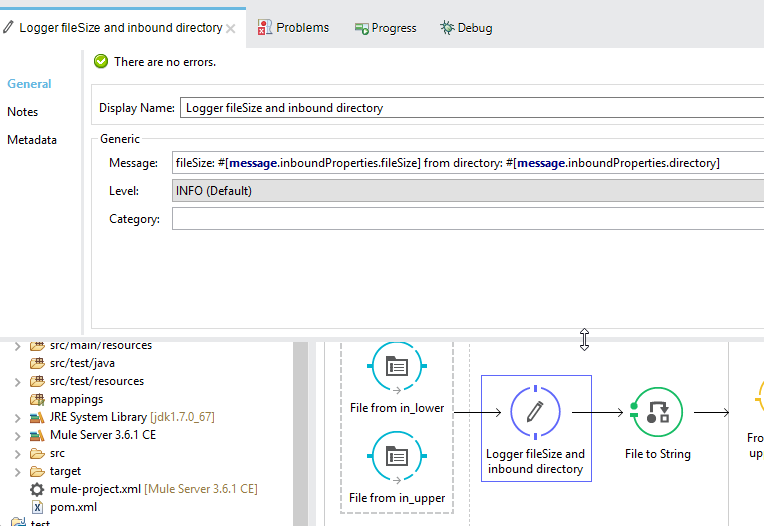 Logger fileSize and inbound directory
Problems
Progress
Debug
There are no errors.
General
Notes
Metadata
Display Name: Logger fileSize and inbound directory
Generic
Message: fileSize: #[message.inboundProperties.fileSize] from directory: #[message.inboundProperties.directory]
Level: INFO (Default)
Category:
src/main/resources
src/test/java
src/test/resources
mappings
JRE System Library [jdk1.7.0_67]
Mule Server 3.6.1 CE
src
target
mule-project.xml [Mule Server 3.6.1 CE]
pom.xml
test
File from in_lower
File from in_upper
Logger fileSize and
inbound directory
File to String
Fro
up